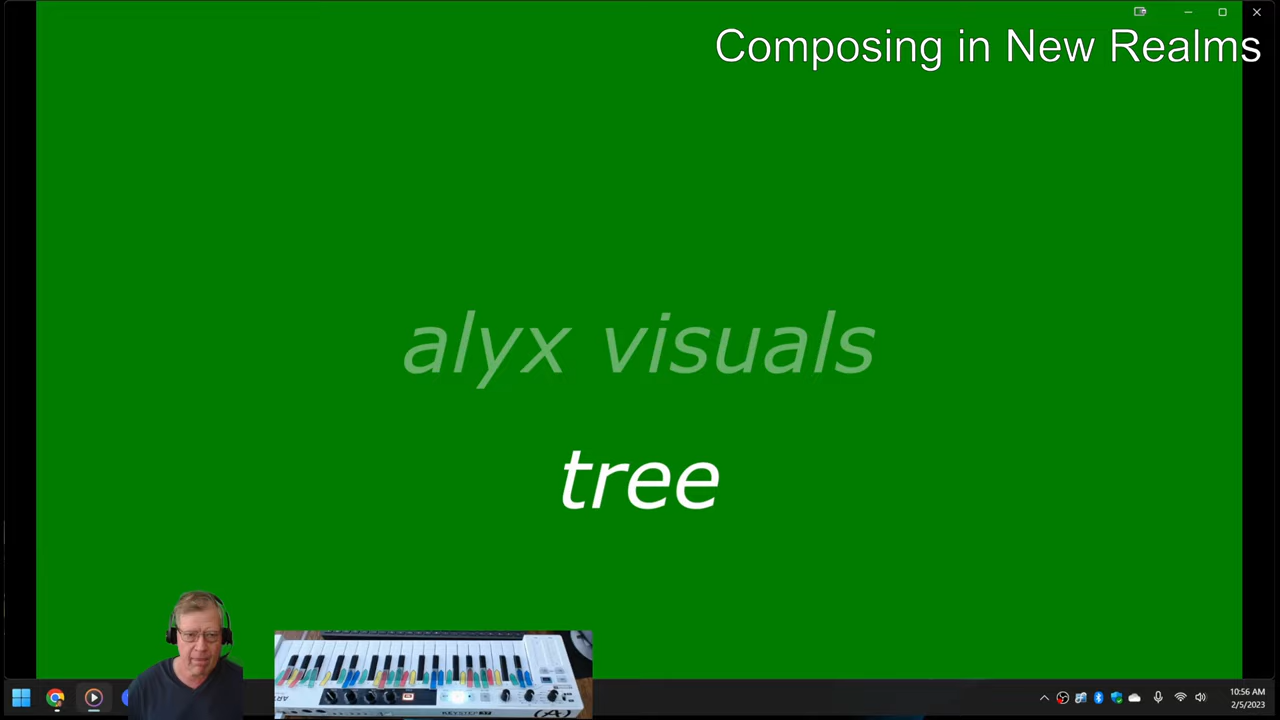 Composing in New Realms
alyx visuals
tree
10:56 AM
2/5/2023